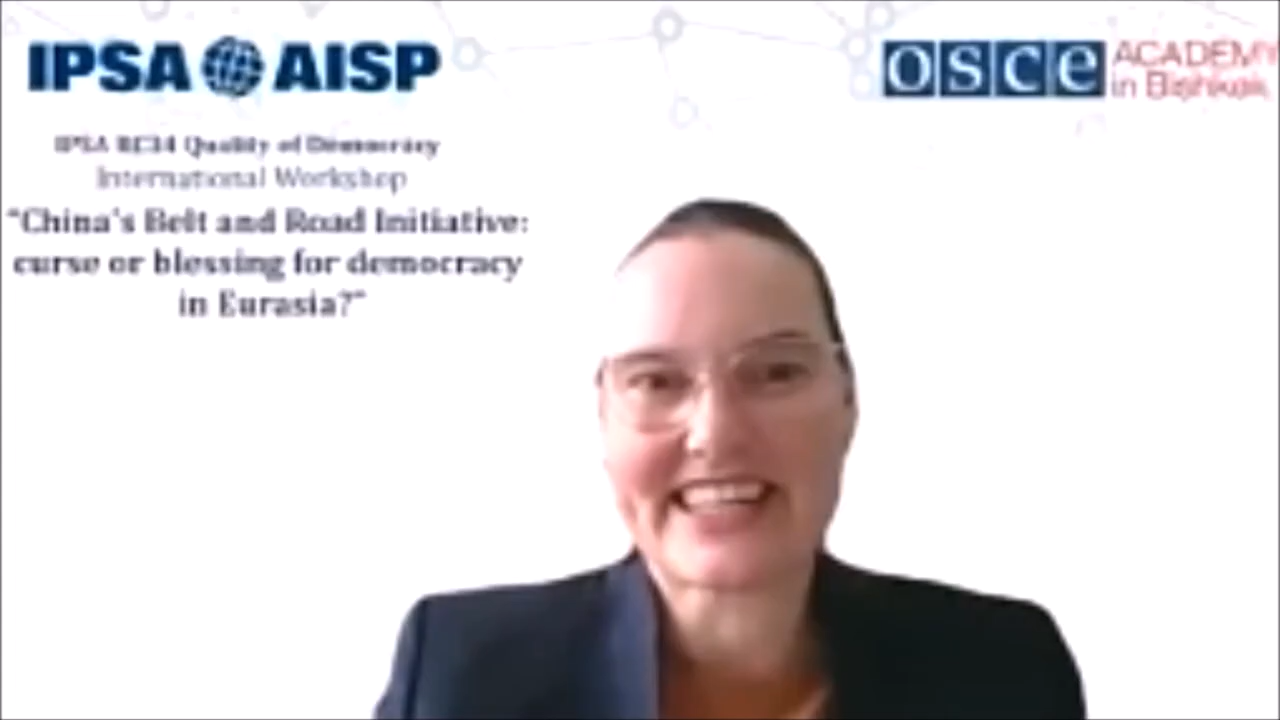 IPSA AISP
OSCE ACADEMY
in Bishkek
IPSA RC34 Quality of Democracy
International Workshop
"China's Belt and Road Initiative:
curse or blessing for democracy
in Eurasia?"